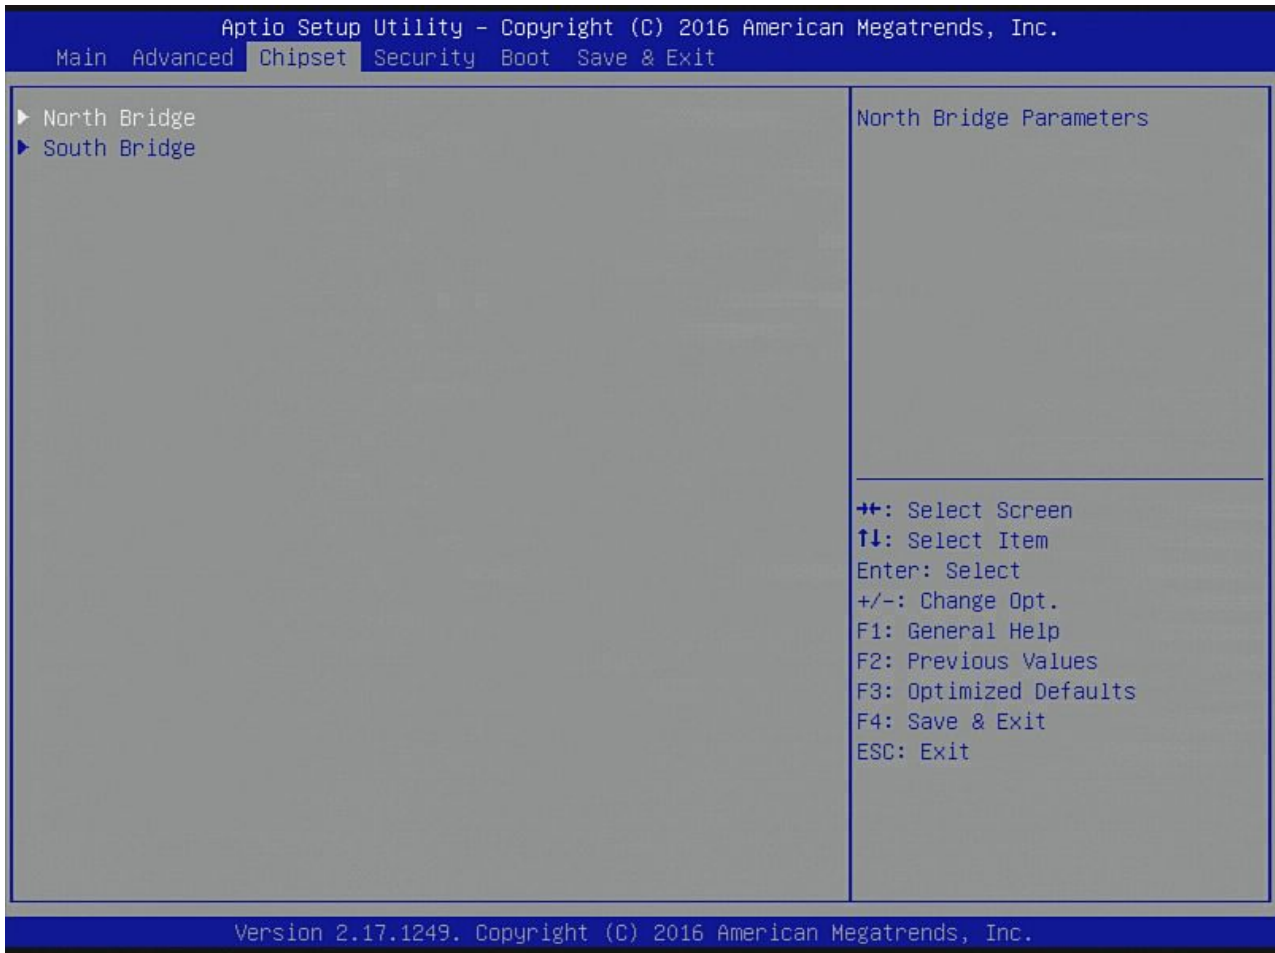 Aptio Setup Utility – Copyright (C) 2016 American Megatrends, Inc.
Main Advanced Chipset Security Boot Save & Exit
▶ North Bridge
▶ South Bridge
North Bridge Parameters
→←: Select Screen
↑↓: Select Item
Enter: Select
+/-: Change Opt.
F1: General Help
F2: Previous Values
F3: Optimized Defaults
F4: Save & Exit
ESC: Exit
Version 2.17.1249. Copyright (C) 2016 American Megatrends, Inc.